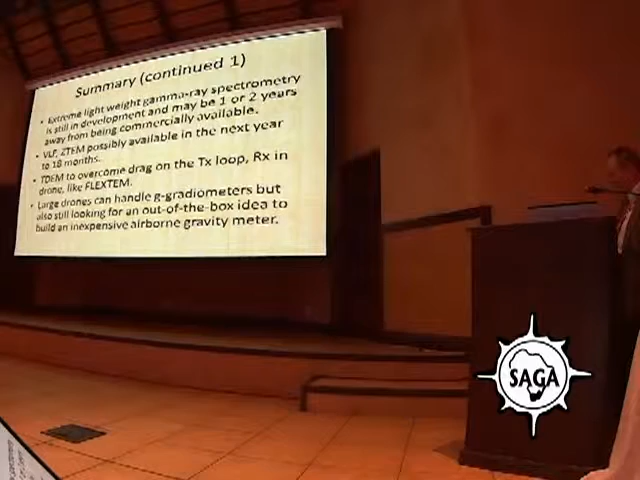 Summary (continued 1)
• Extreme light weight gamma-ray spectrometry
is still in development and may be 1 or 2 years
away from being commercially available.
• VLF, ZTEM possibly available in the next year
to 18 months.
• TDEM to overcome drag on the Tx loop, Rx in
drone, like FLEXTEM.
• Large drones can handle g-gradiometers but
also still looking for an out-of-the-box idea to
build an inexpensive airborne gravity meter.
SAGA